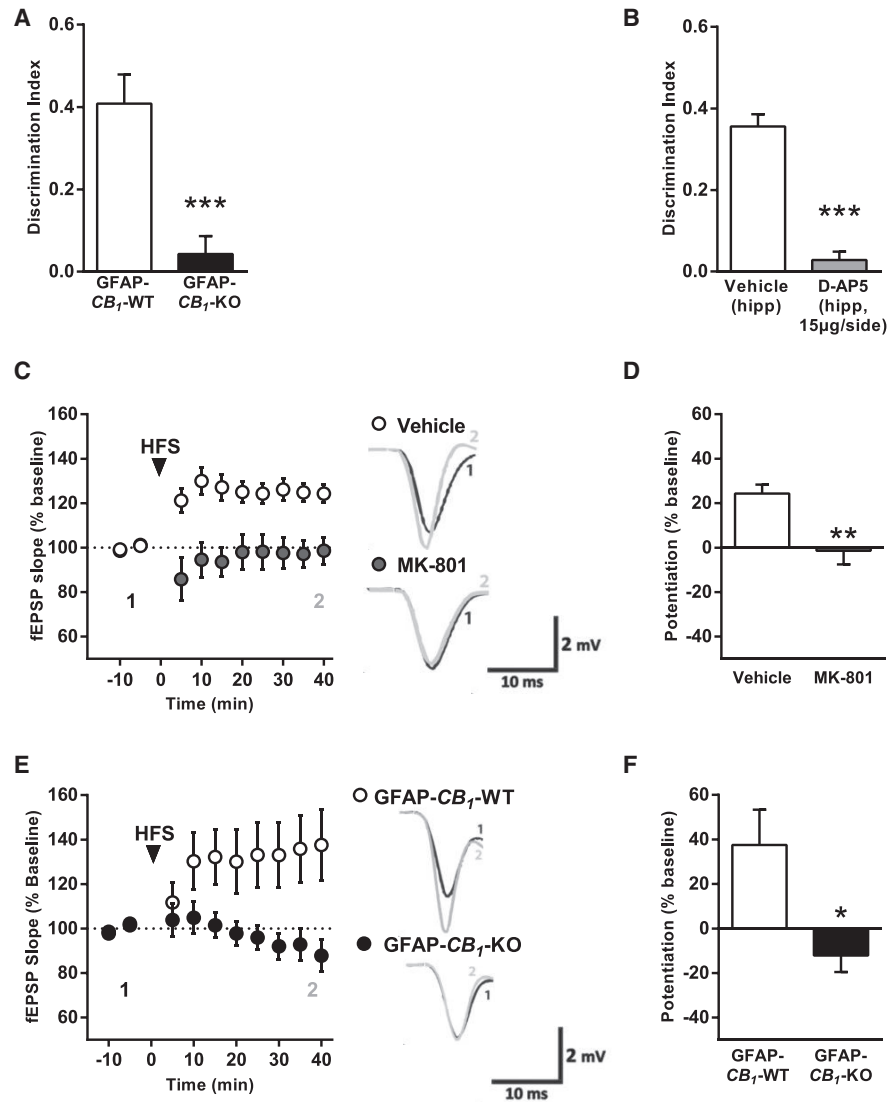 A
B
0.6
0.4
0.2
0.0
Discrimination Index
***
GFAP-
CB1-WT
GFAP-
CB1-KO
0.6
0.4
0.2
0.0
Discrimination Index
***
Vehicle
(hipp)
D-AP5
(hipp,
15µg/side)
C
D
160
140
120
100
80
60
fEPSP slope (% baseline)
HFS
1
2
-10 0 10 20 30 40
Time (min)
Vehicle
2
1
MK-801
2
1
2 mV
10 ms
60
40
20
0
-20
-40
Potentiation (% baseline)
**
Vehicle MK-801
E
F
160
140
120
100
80
60
fEPSP Slope (% Baseline)
HFS
1
2
-10 0 10 20 30 40
Time (min)
GFAP-CB1-WT
1
2
GFAP-CB1-KO
2
1
2 mV
10 ms
60
40
20
0
-20
-40
Potentiation (% baseline)
*
GFAP-
CB1-WT
GFAP-
CB1-KO